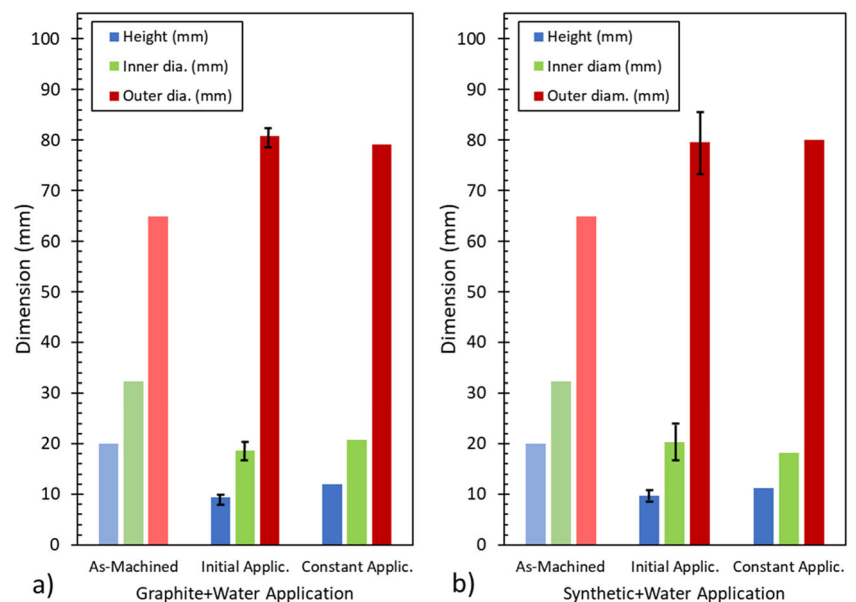 100
90
80
70
60
50
40
30
20
10
0
Dimension (mm)
Height (mm)
Inner dia. (mm)
Outer dia. (mm)
As-Machined Initial Applic. Constant Applic.
a) Graphite+Water Application
100
90
80
70
60
50
40
30
20
10
0
Dimension (mm)
Height (mm)
Inner diam (mm)
Outer diam. (mm)
As-Machined Initial Applic. Constant Applic.
b) Synthetic+Water Application